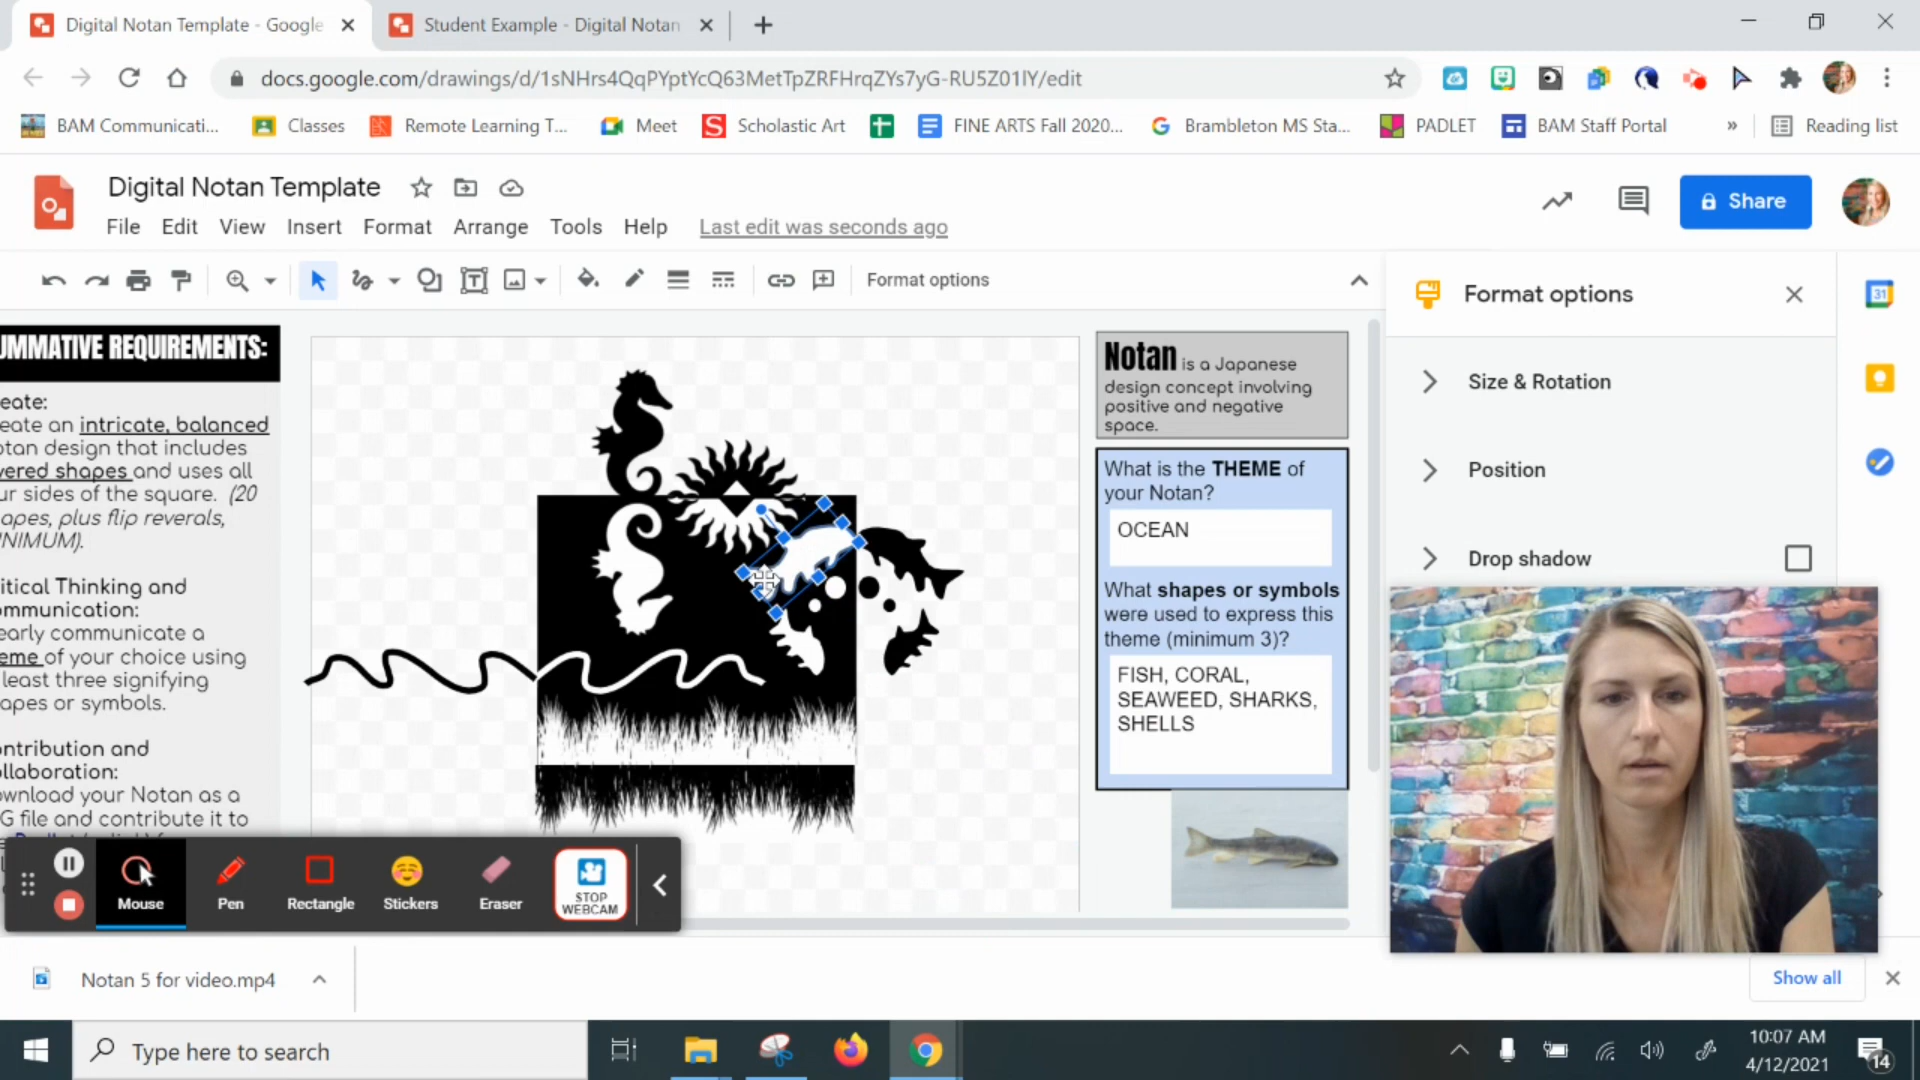 Digital Notan Template - Google
Student Example - Digital Notan
docs.google.com/drawings/d/1sNHrs4QqPYptYcQ63MetTpZRFHrqZYs7yG-RU5Z01lY/edit
BAM Communicati...
Classes
Remote Learning T...
Meet
Scholastic Art
FINE ARTS Fall 2020...
Brambleton MS Sta...
PADLET
BAM Staff Portal
»
Reading list
Digital Notan Template
Share
File Edit View Insert Format Arrange Tools Help Last edit was seconds ago
Format options
Format options
Size & Rotation
Position
Drop shadow
UMMATIVE REQUIREMENTS:
eate:
eate an intricate, balanced
otan design that includes
yered shapes and uses all
ur sides of the square. (20
apes, plus flip reverals,
INIMUM).
itical Thinking and
ommunication:
early communicate a
eme of your choice using
least three signifying
apes or symbols.
ontribution and
ollaboration:
ownload your Notan as a
G file and contribute it to
Notan is a Japanese
design concept involving
positive and negative
space.
What is the THEME of
your Notan?
OCEAN
What shapes or symbols
were used to express this
theme (minimum 3)?
FISH, CORAL,
SEAWEED, SHARKS,
SHELLS
Mouse
Pen
Rectangle
Stickers
Eraser
STOP
WEBCAM
Notan 5 for video.mp4
Show all
Type here to search
10:07 AM
4/12/2021
14
31